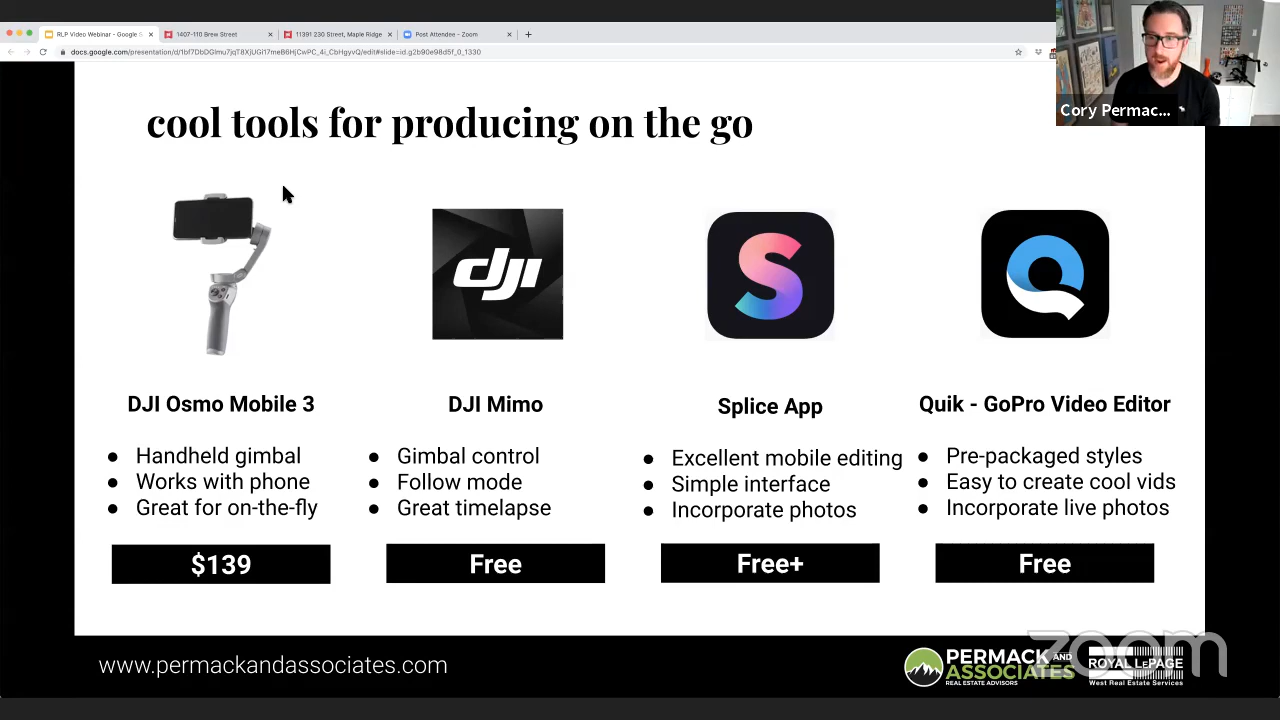 RLP Video Webinar - Google S
1407-110 Brew Street
11391 230 Street, Maple Ridge
Post Attendee - Zoom
Cory Permac...
cool tools for producing on the go
dji
S
DJI Osmo Mobile 3
● Handheld gimbal
● Works with phone
● Great for on-the-fly
$139
DJI Mimo
● Gimbal control
● Follow mode
● Great timelapse
Free
Splice App
● Excellent mobile editing
● Simple interface
● Incorporate photos
Free+
Quik - GoPro Video Editor
● Pre-packaged styles
● Easy to create cool vids
● Incorporate live photos
Free
www.permackandassociates.com
PERMACK AND
ASSOCIATES
REAL ESTATE ADVISORS
ROYAL LEPAGE
West Real Estate Services
zoom